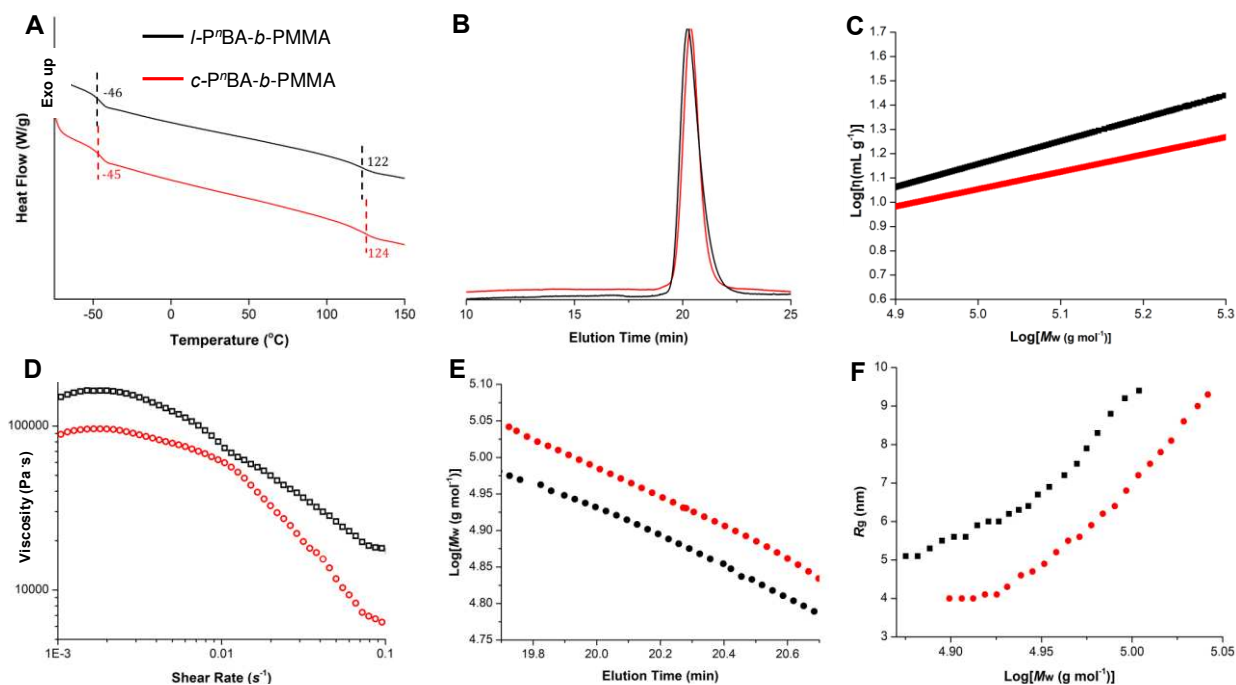 A
l-PⁿBA-b-PMMA
c-PⁿBA-b-PMMA
Exo up
-46
-45
122
124
Heat Flow (W/g)
-50 0 50 100 150
Temperature (°C)
B
10 15 20 25
Elution Time (min)
C
1.5
1.4
1.3
1.2
1.1
1.0
0.9
0.8
0.7
0.6
Log[η(mL g⁻¹)]
4.9 5.0 5.1 5.2 5.3
Log[Mw (g mol⁻¹)]
D
100000
10000
Viscosity (Pa·s)
1E-3 0.01 0.1
Shear Rate (s⁻¹)
E
5.10
5.05
5.00
4.95
4.90
4.85
4.80
4.75
Log[Mw (g mol⁻¹)]
19.8 20.0 20.2 20.4 20.6
Elution Time (min)
F
10
9
8
7
6
5
4
3
Rg (nm)
4.90 4.95 5.00
Log[Mw (g mol⁻¹)]